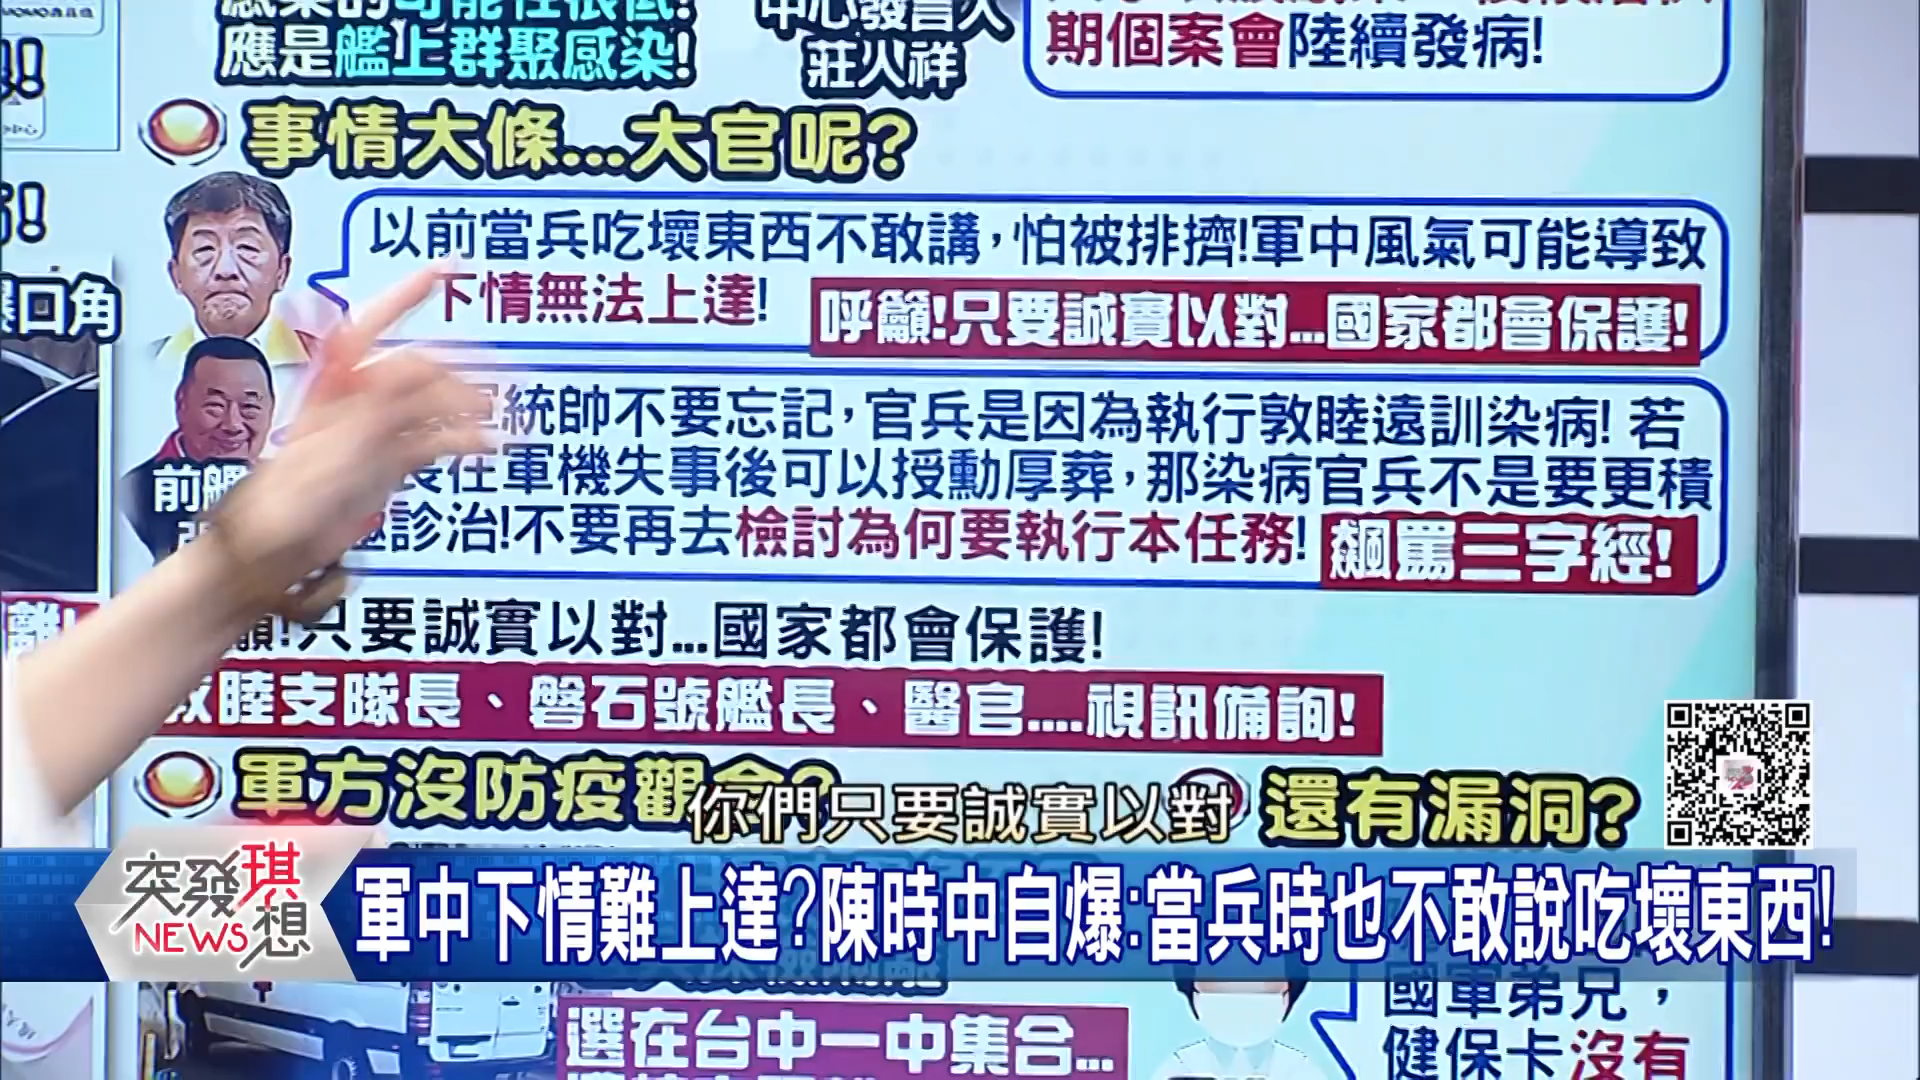 應是艦上群聚感染!
莊人祥
期個案會陸續發病!
事情大條...大官呢?
以前當兵吃壞東西不敢講,怕被排擠!軍中風氣可能導致
下情無法上達!
呼籲!只要誠實以對...國家都會保護!
口角
統帥不要忘記,官兵是因為執行敦睦遠訓染病! 若
長在軍機失事後可以授勳厚葬,那染病官兵不是要更積
極診治!不要再去檢討為何要執行本任務!
飆罵三字經!
前艦
籲!只要誠實以對...國家都會保護!
敦睦支隊長、磐石號艦長、醫官....視訊備詢!
軍方沒防疫觀念?
還有漏洞?
你們只要誠實以對
突發琪想
NEWS
軍中下情難上達?陳時中自爆:當兵時也不敢說吃壞東西!
國軍弟兄,
健保卡沒有
選在台中一中集合...